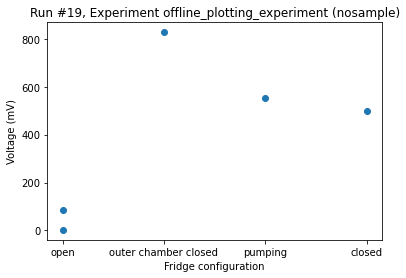 Run #19, Experiment offline_plotting_experiment (nosample)
800
600
400
200
0
Voltage (mV)
open outer chamber closed pumping closed
Fridge configuration